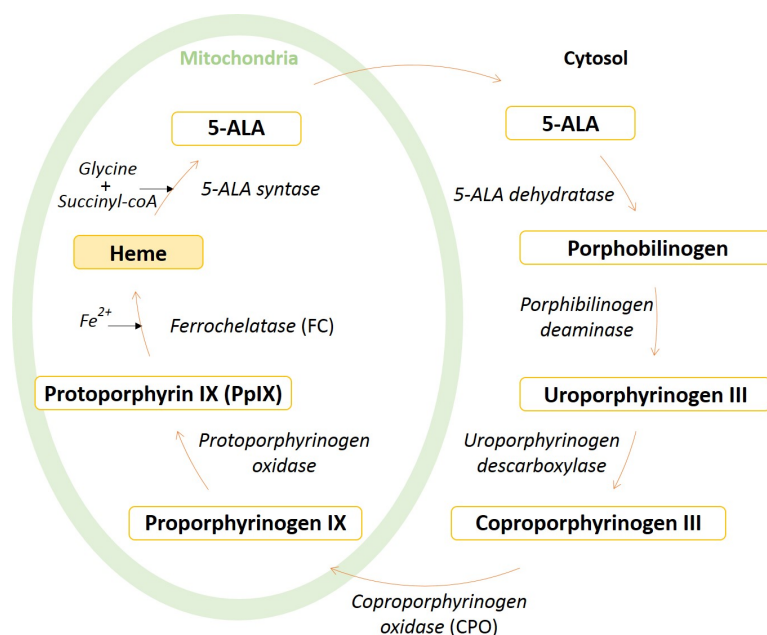 Mitochondria
Cytosol
5-ALA
5-ALA
Glycine
+
Succinyl-coA
5-ALA syntase
5-ALA dehydratase
Heme
Porphobilinogen
Fe2+
Ferrochelatase (FC)
Porphibilinogen
deaminase
Protoporphyrin IX (PpIX)
Uroporphyrinogen III
Protoporphyrinogen
oxidase
Uroporphyrinogen
descarboxylase
Proporphyrinogen IX
Coproporphyrinogen III
Coproporphyrinogen
oxidase (CPO)